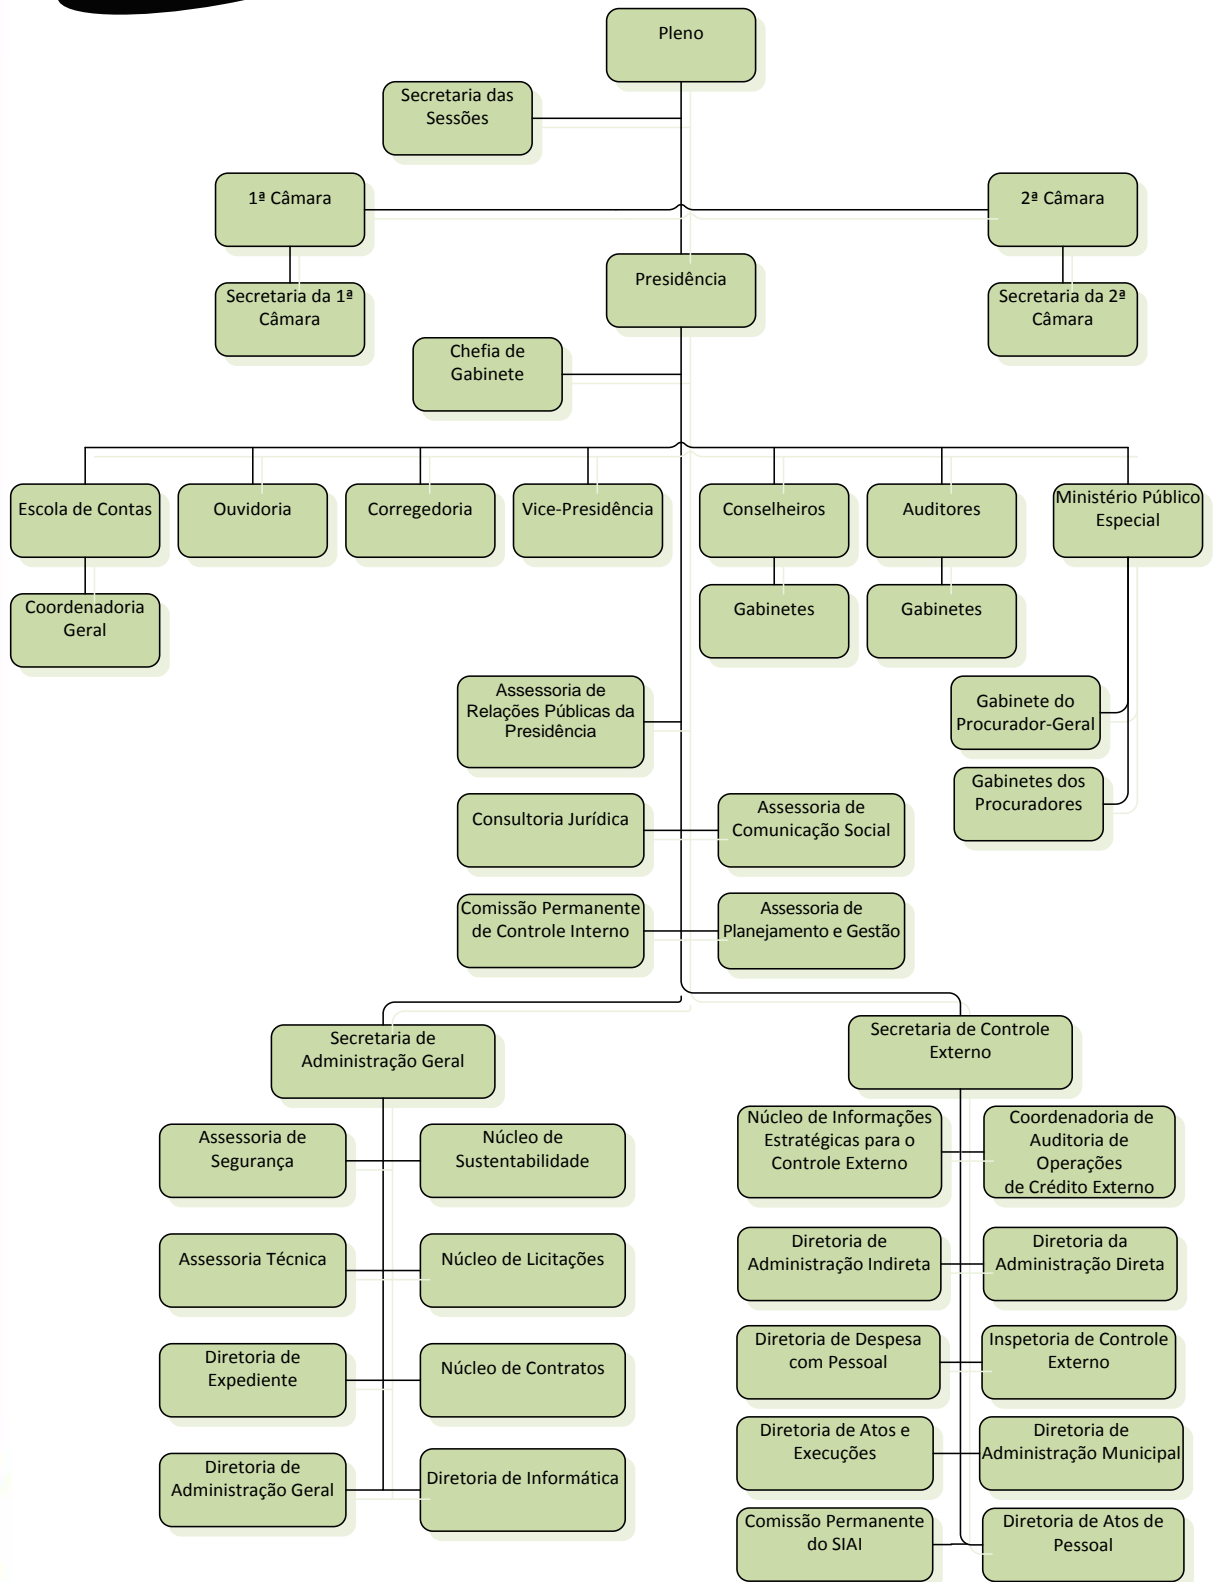 Pleno
Secretaria das
Sessões
1ª Câmara
2ª Câmara
Secretaria da 1ª
Câmara
Presidência
Secretaria da 2ª
Câmara
Chefia de
Gabinete
Escola de Contas
Ouvidoria
Corregedoria
Vice-Presidência
Conselheiros
Auditores
Ministério Público
Especial
Coordenadoria
Geral
Gabinetes
Gabinetes
Assessoria de
Relações Públicas da
Presidência
Gabinete do
Procurador-Geral
Gabinetes dos
Procuradores
Consultoria Jurídica
Assessoria de
Comunicação Social
Comissão Permanente
de Controle Interno
Assessoria de
Planejamento e Gestão
Secretaria de
Administração Geral
Secretaria de Controle
Externo
Assessoria de
Segurança
Núcleo de
Sustentabilidade
Núcleo de Informações
Estratégicas para o
Controle Externo
Coordenadoria de
Auditoria de
Operações
de Crédito Externo
Assessoria Técnica
Núcleo de Licitações
Diretoria de
Administração Indireta
Diretoria da
Administração Direta
Diretoria de
Expediente
Núcleo de Contratos
Diretoria de Despesa
com Pessoal
Inspetoria de Controle
Externo
Diretoria de Atos e
Execuções
Diretoria de
Administração Municipal
Diretoria de
Administração Geral
Diretoria de Informática
Comissão Permanente
do SIAI
Diretoria de Atos de
Pessoal